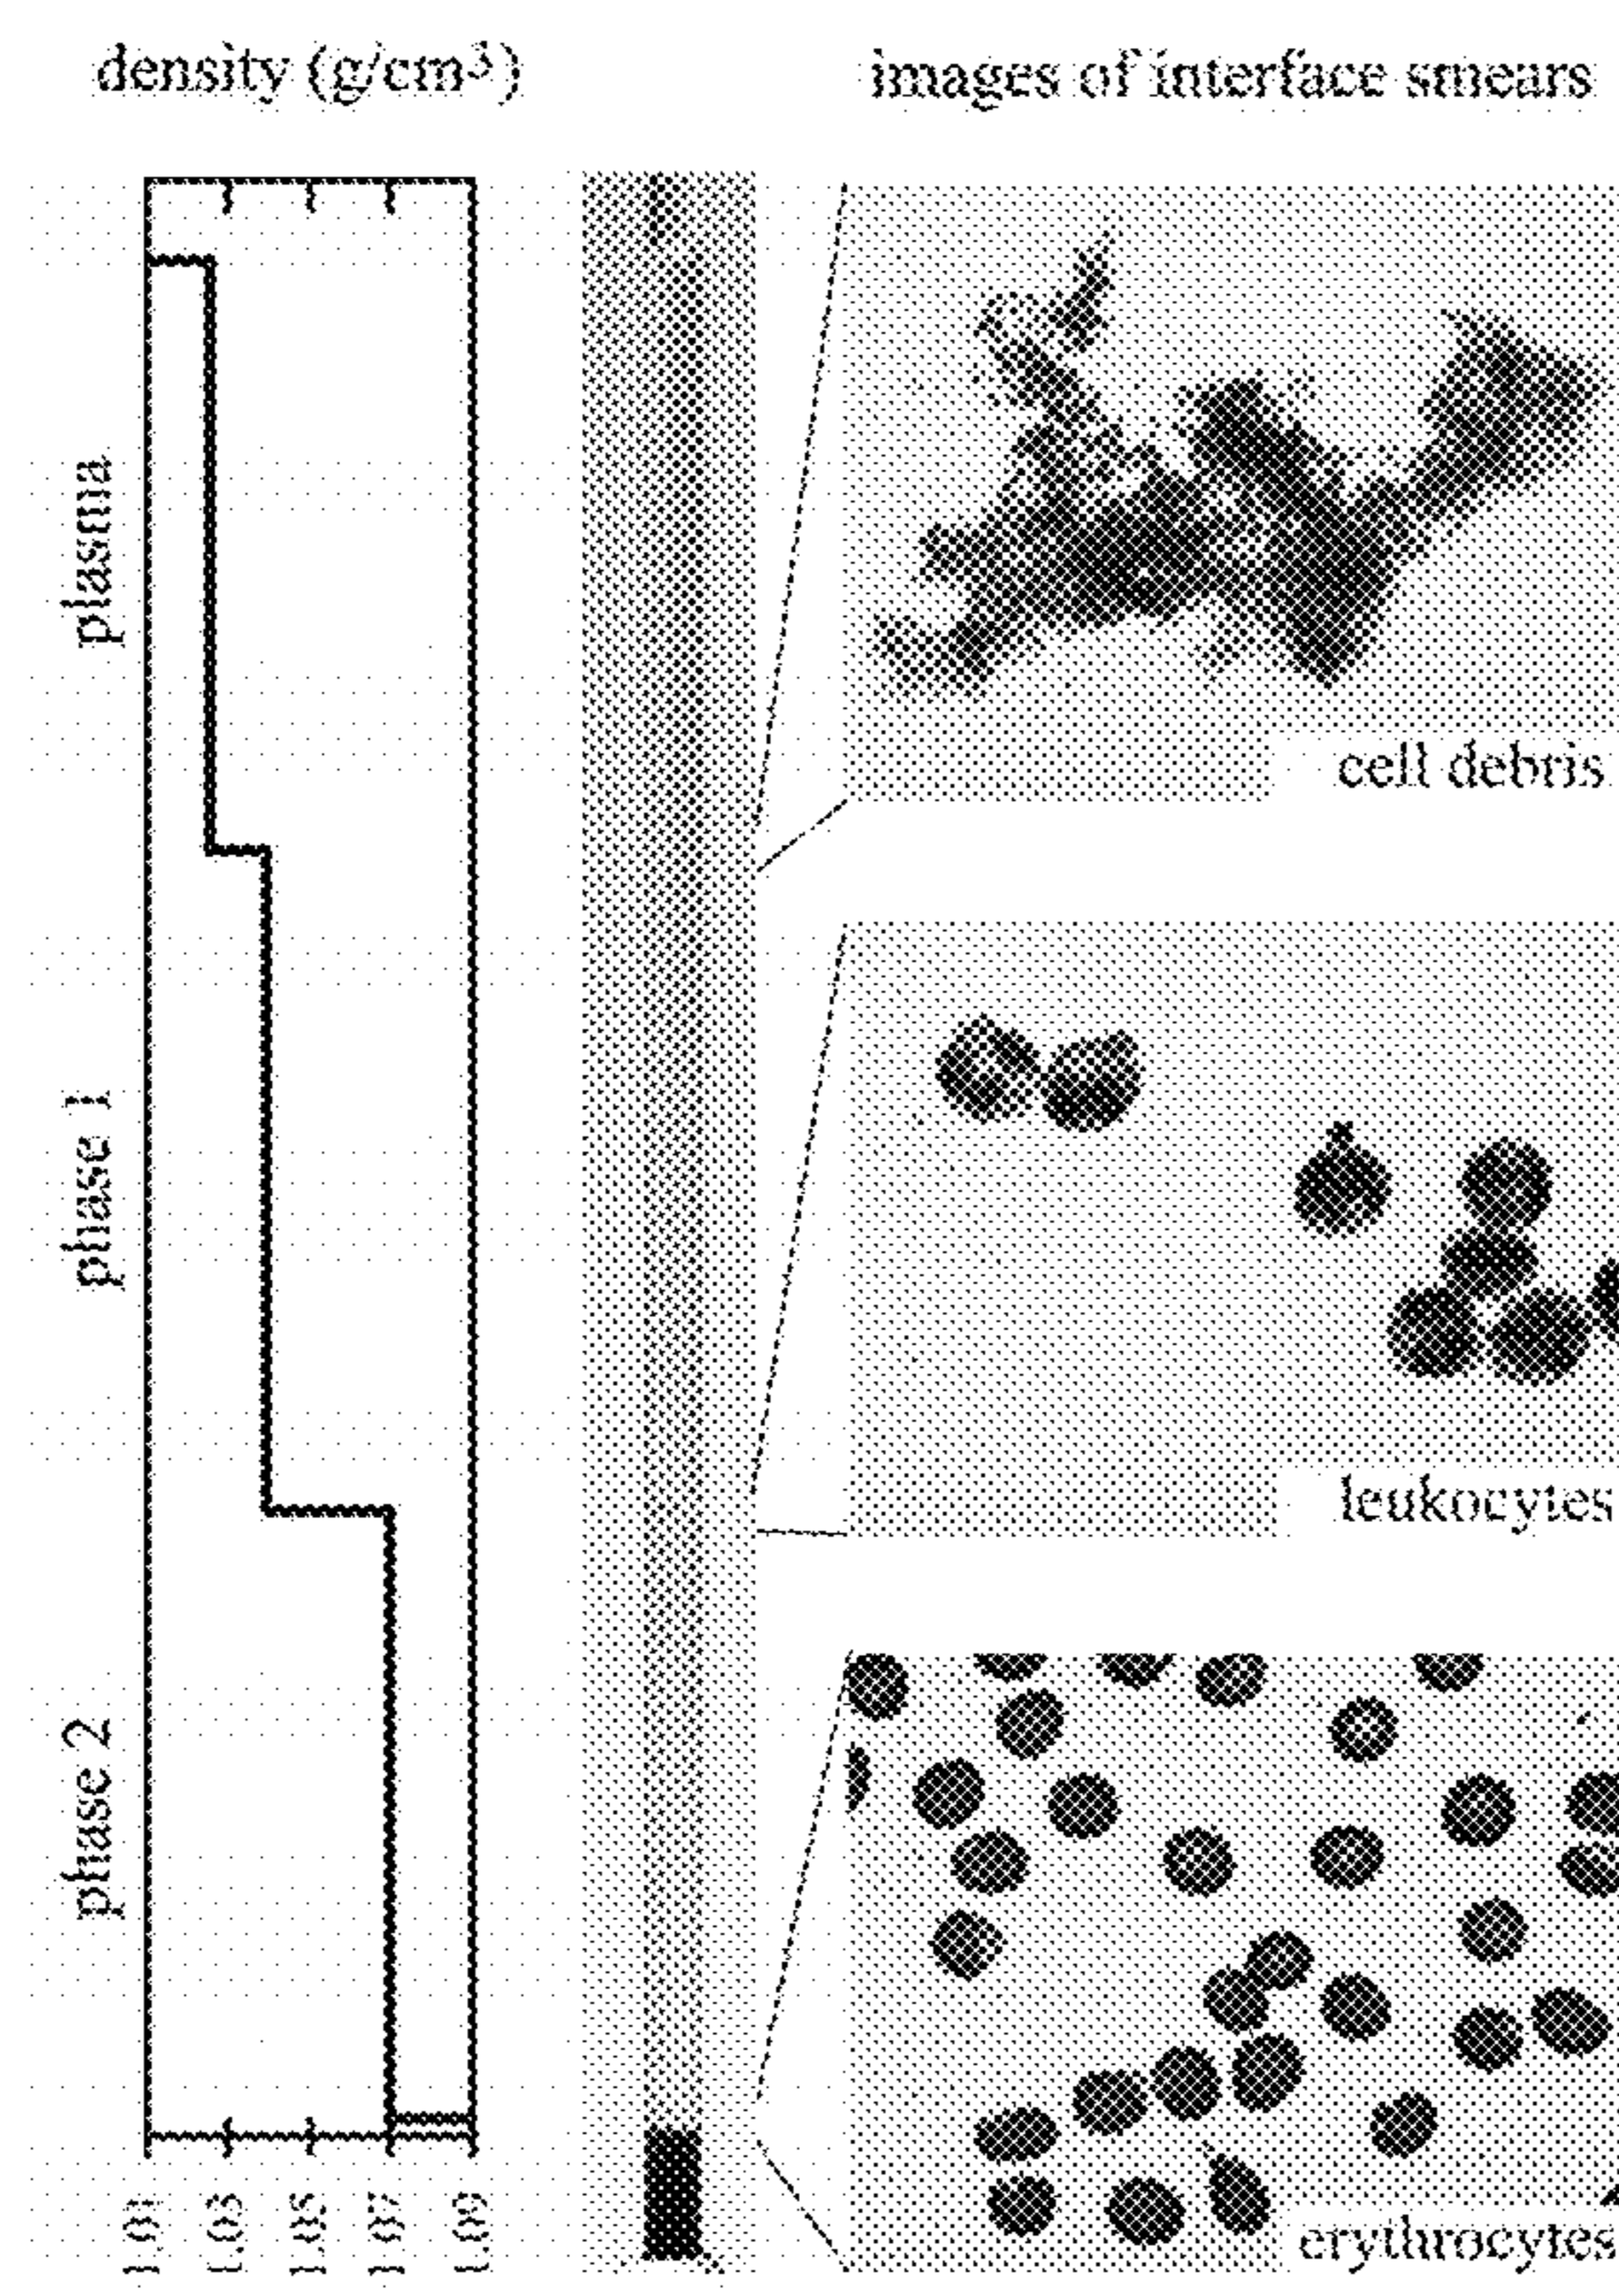 density (g/cm³)
images of interface smears
plasma
cell debris
phase 1
leukocytes
phase 2
erythrocytes
1.01 1.03 1.05 1.07 1.09